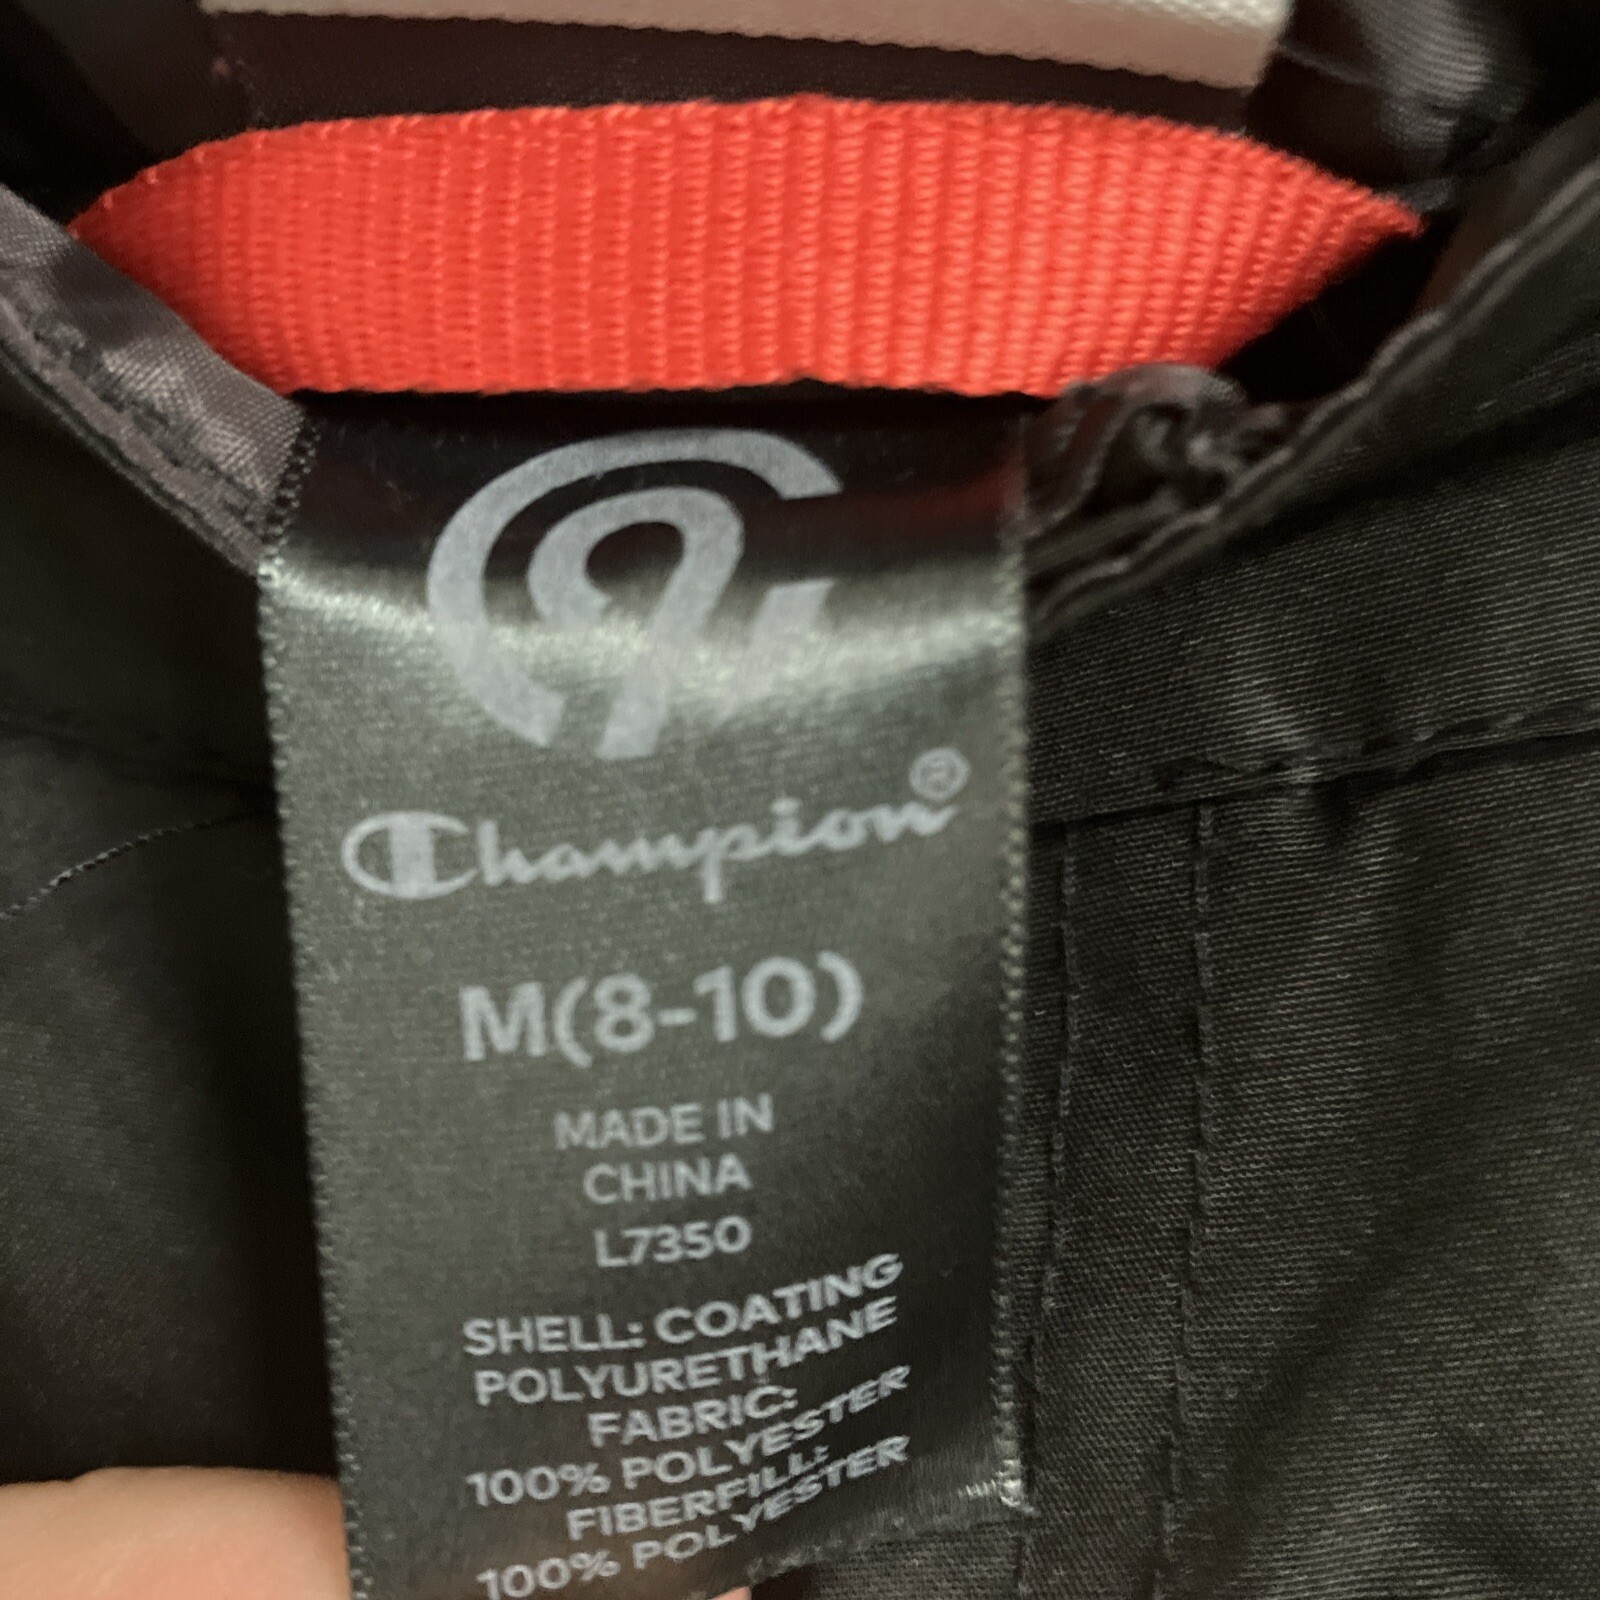 Champion®
M(8-10)
MADE IN
CHINA
L7350
SHELL: COATING
POLYURETHANE
FABRIC:
100% POLYESTER
FIBERFILL:
100% POLYESTER